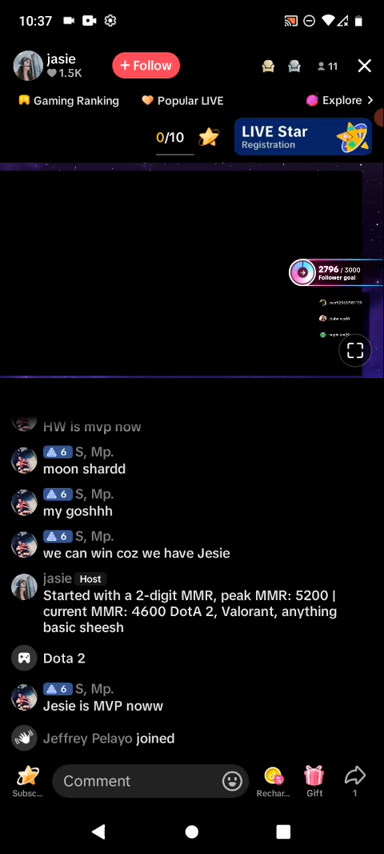 10:37
jasie
1.5K
+ Follow
11
Gaming Ranking
Popular LIVE
Explore >
0/10
LIVE Star
Registration
2796 / 3000
Follower goal
HW is mvp now
6 S, Mp.
moon shardd
6 S, Mp.
my goshhh
6 S, Mp.
we can win coz we have Jesie
jasie Host
Started with a 2-digit MMR, peak MMR: 5200 |
current MMR: 4600 DotA 2, Valorant, anything
basic sheesh
Dota 2
6 S, Mp.
Jesie is MVP noww
Jeffrey Pelayo joined
Comment
Subsc...
Rechar...
Gift
1